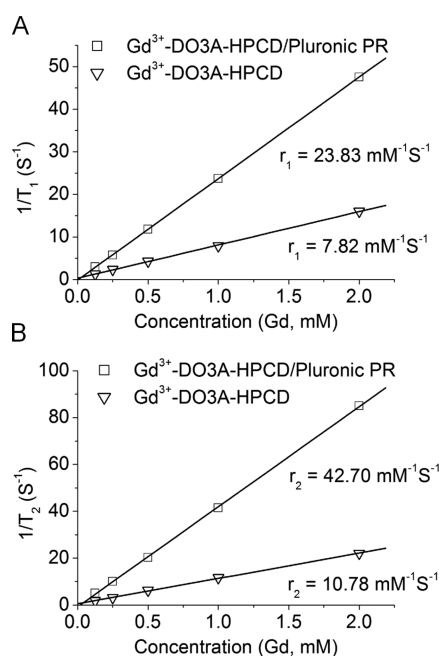 A
Gd³⁺-DO3A-HPCD/Pluronic PR
Gd³⁺-DO3A-HPCD
50
40
30
20
10
0
1/T₁ (S⁻¹)
r₁ = 23.83 mM⁻¹S⁻¹
r₁ = 7.82 mM⁻¹S⁻¹
0.0 0.5 1.0 1.5 2.0
Concentration (Gd, mM)
B
Gd³⁺-DO3A-HPCD/Pluronic PR
Gd³⁺-DO3A-HPCD
100
80
60
40
20
0
1/T₂ (S⁻¹)
r₂ = 42.70 mM⁻¹S⁻¹
r₂ = 10.78 mM⁻¹S⁻¹
0.0 0.5 1.0 1.5 2.0
Concentration (Gd, mM)